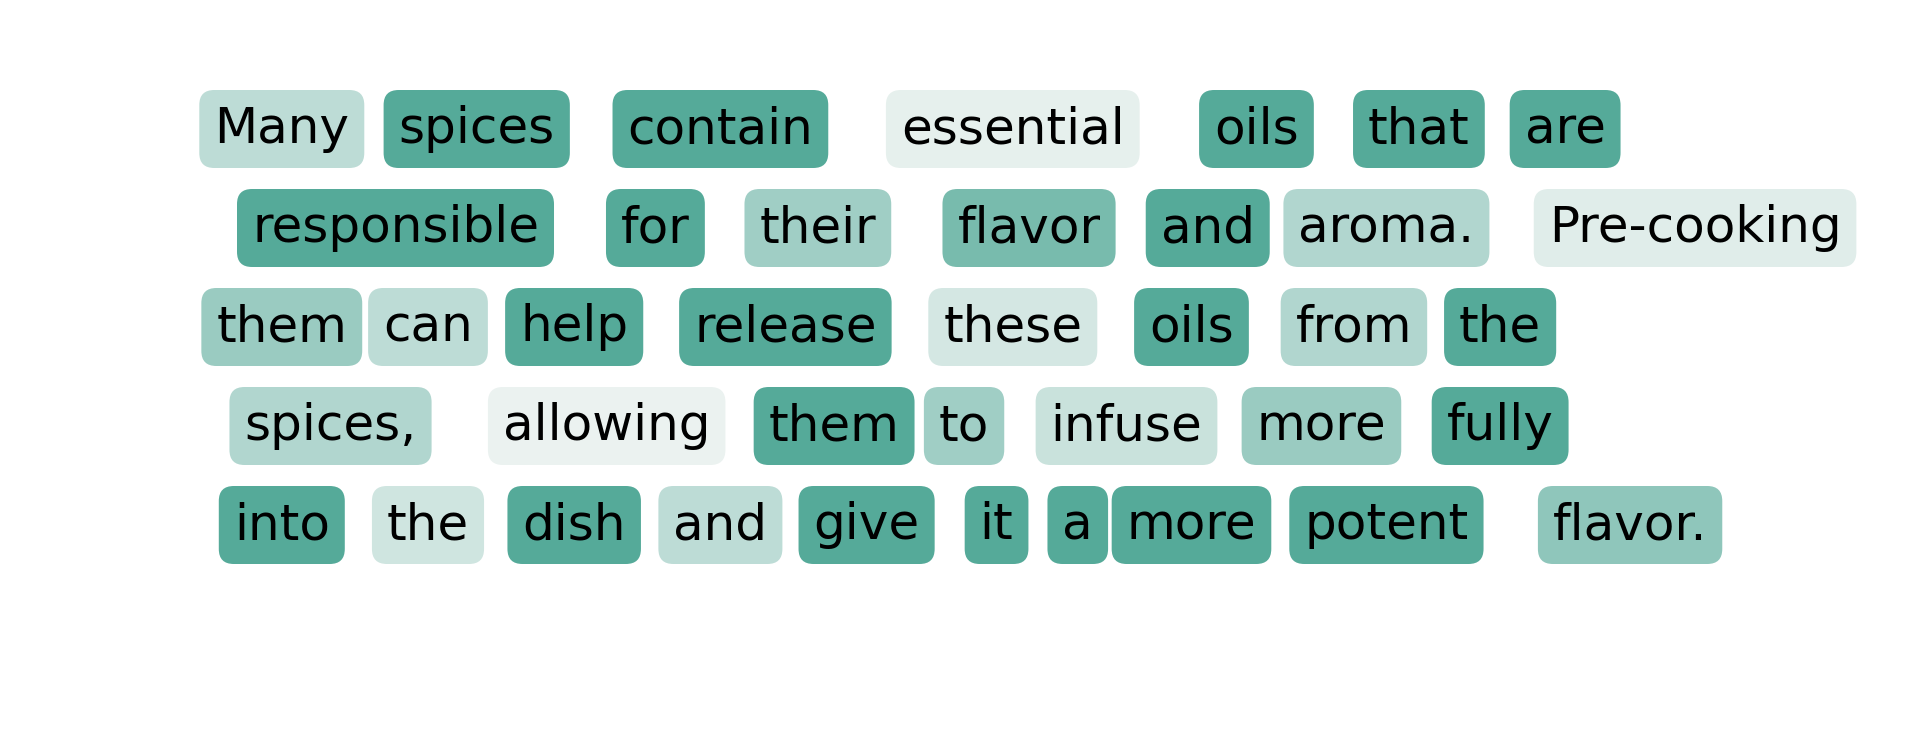 Many spices contain essential oils that are
responsible for their flavor and aroma. Pre-cooking
them can help release these oils from the
spices, allowing them to infuse more fully
into the dish and give it a more potent flavor.